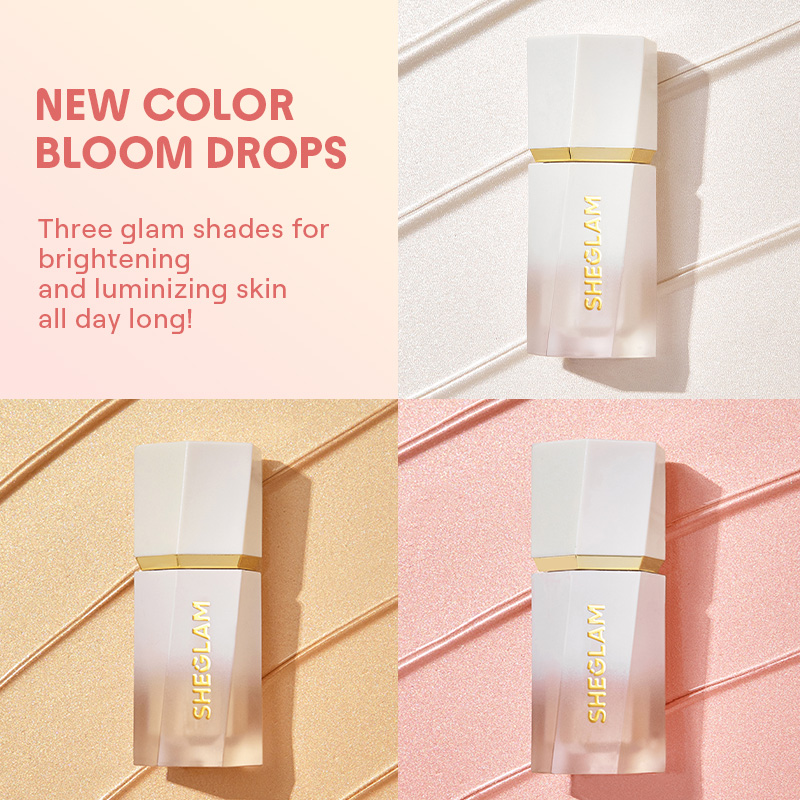 NEW COLOR
BLOOM DROPS
Three glam shades for
brightening
and luminizing skin
all day long!
SHEGLAM
SHEGLAM
SHEGLAM